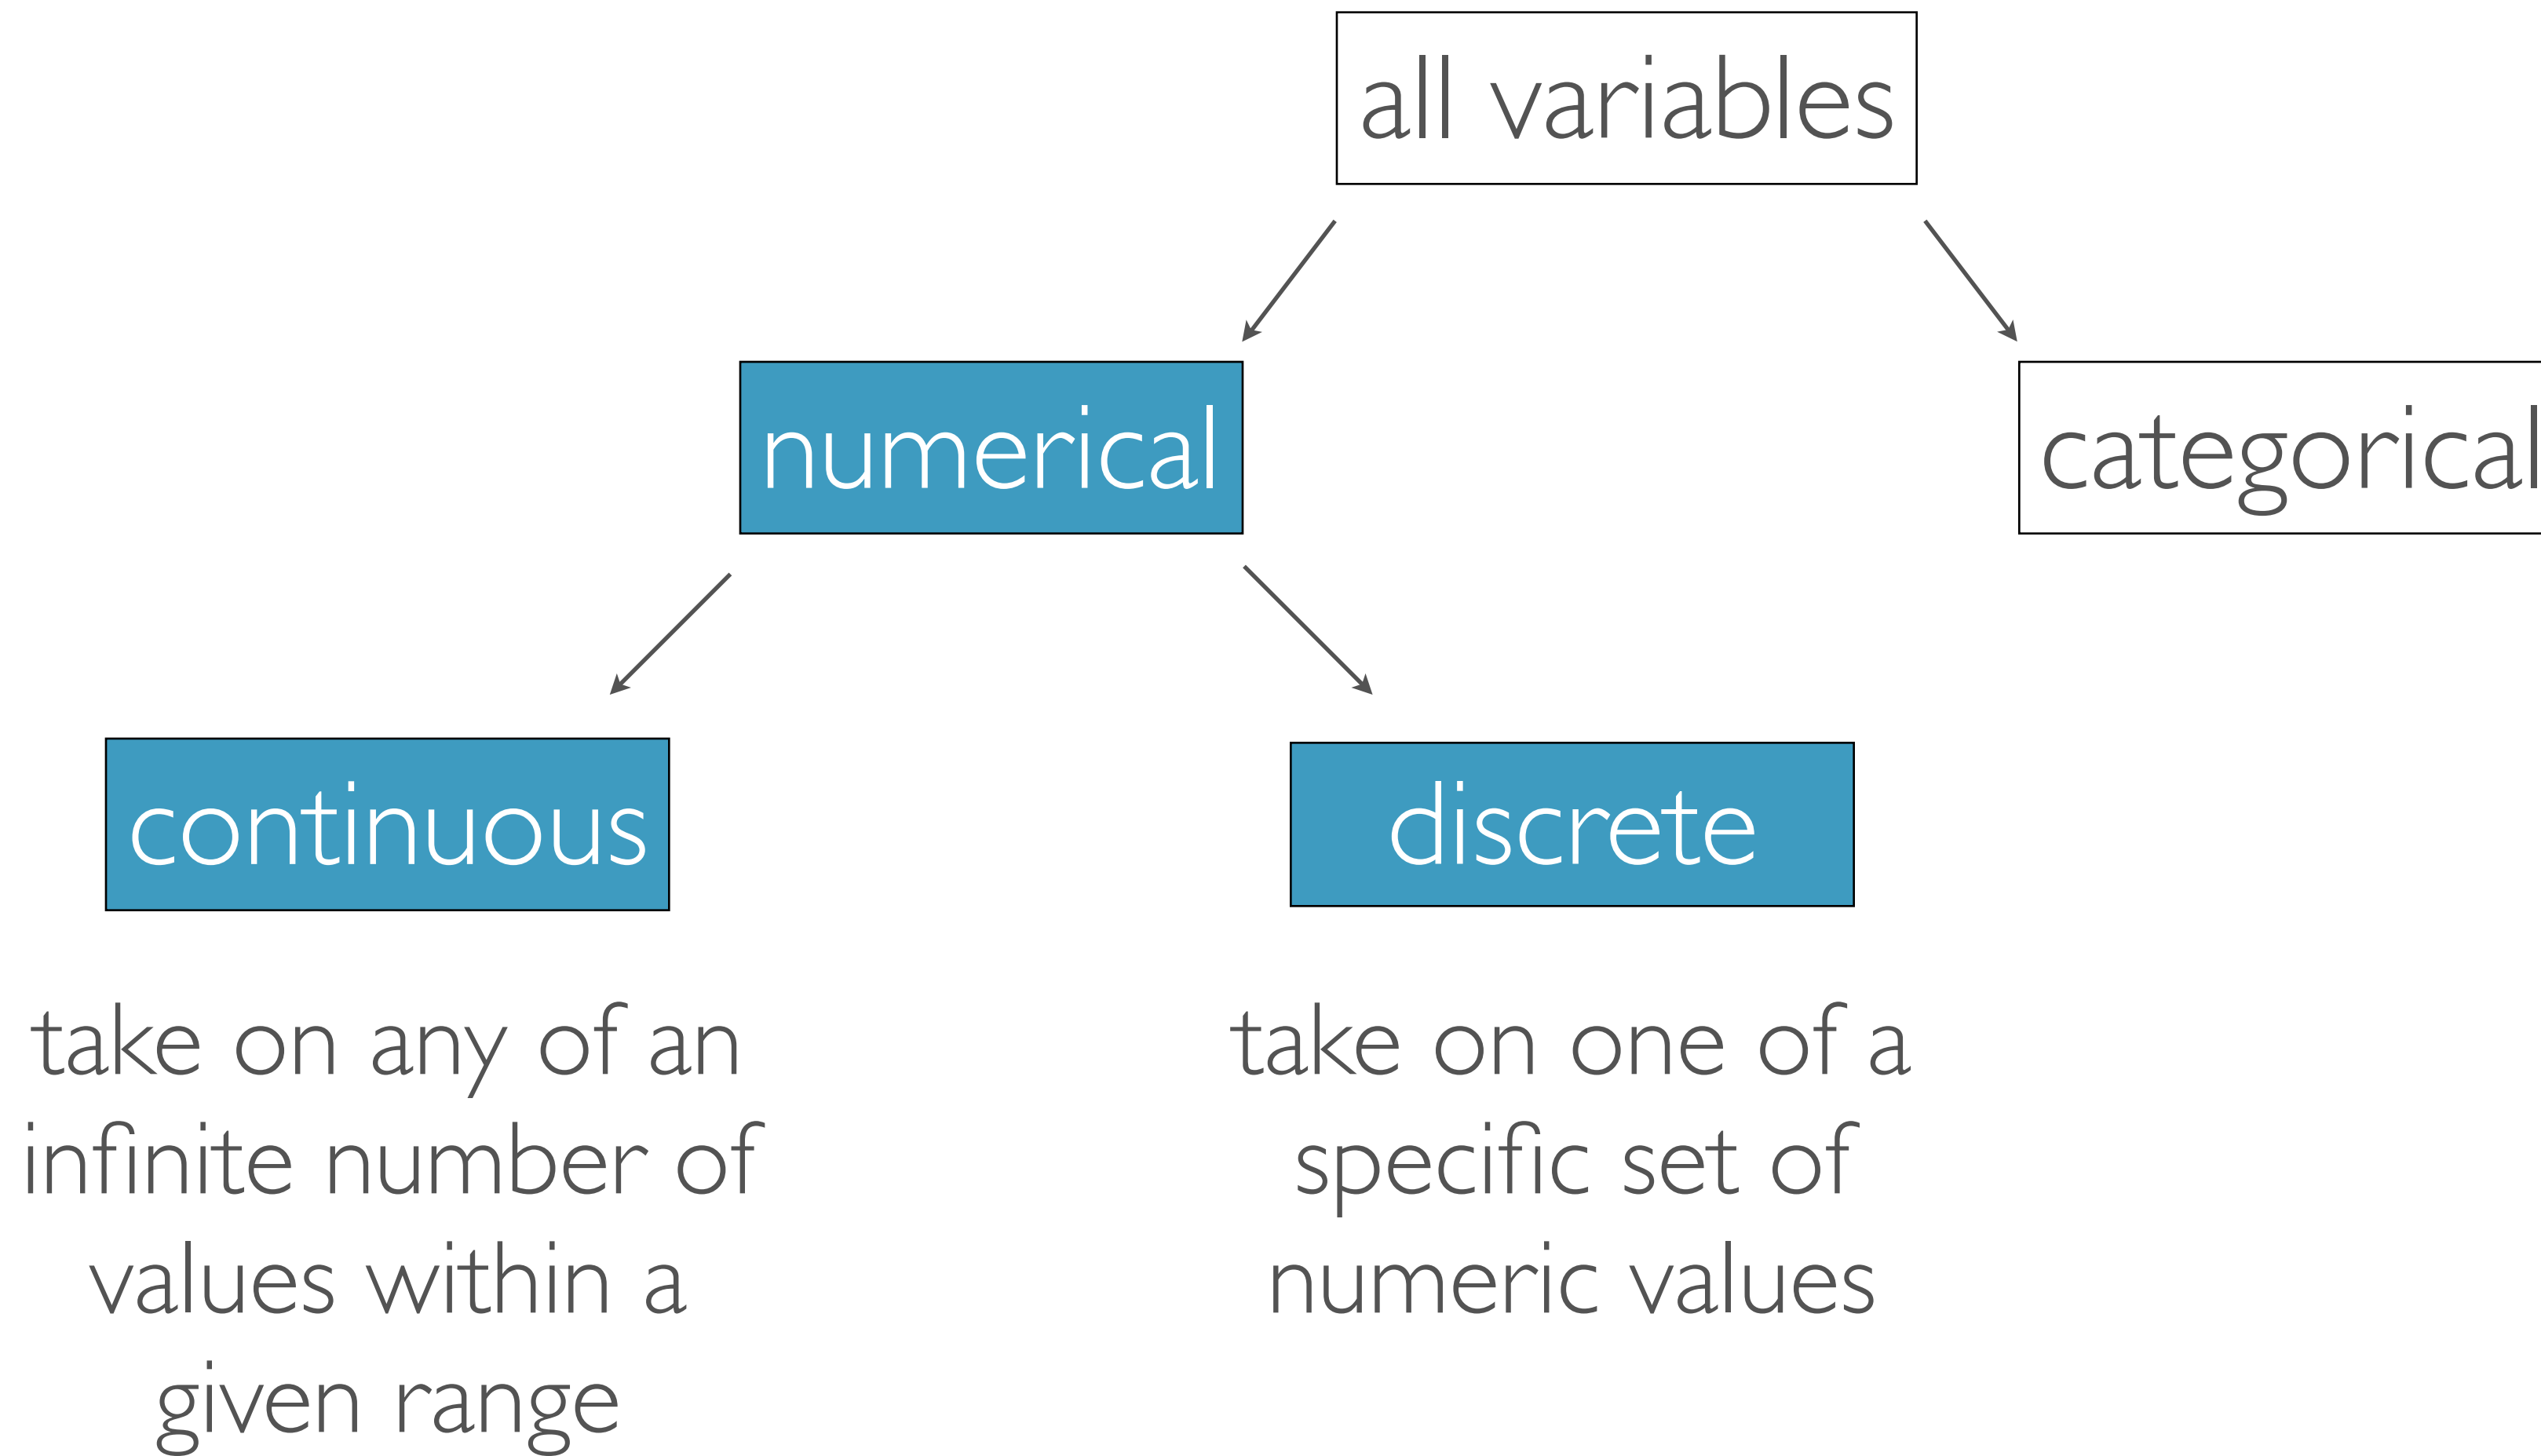 all variables
numerical
categorical
continuous
discrete
take on any of an
infinite number of
values within a
given range
take on one of a
specific set of
numeric values